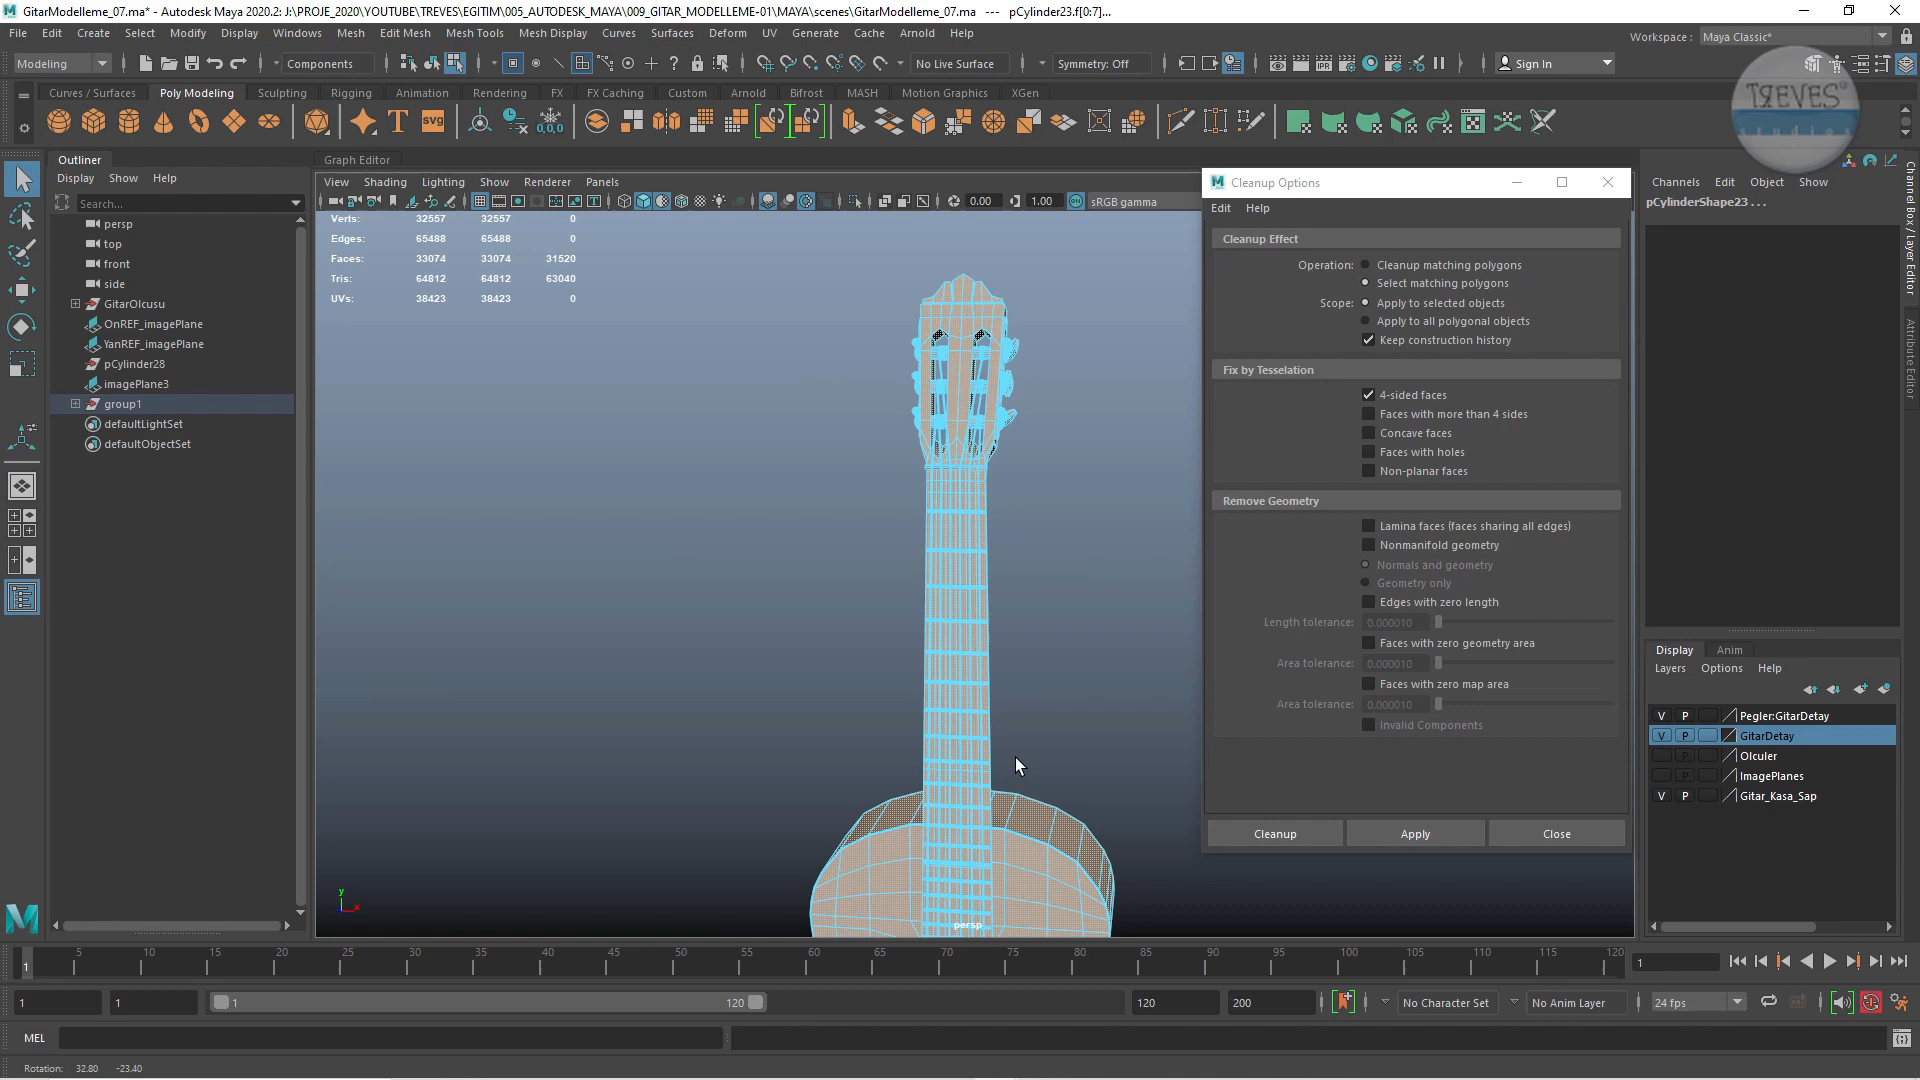 GitarModelleme_07.ma* - Autodesk Maya 2020.2: J:\PROJE_2020\YOUTUBE\TREVES\EGITIM\005_AUTODESK_MAYA\009_GITAR_MODELLEME-01\MAYA\scenes\GitarModelleme_07.ma --- pCylinder23.f[0:7]...
File Edit Create Select Modify Display Windows Mesh Edit Mesh Mesh Tools Mesh Display Curves Surfaces Deform UV Generate Cache Arnold Help
Workspace : Maya Classic*
Modeling Components No Live Surface Symmetry: Off Sign In
TREVES
studios
Curves / Surfaces Poly Modeling Sculpting Rigging Animation Rendering FX FX Caching Custom Arnold Bifrost MASH Motion Graphics XGen
Outliner
Display Show Help
Search...
persp
top
front
side
GitarOlcusu
OnREF_imagePlane
YanREF_imagePlane
pCylinder28
imagePlane3
group1
defaultLightSet
defaultObjectSet
Graph Editor
View Shading Lighting Show Renderer Panels
0.00 1.00 sRGB gamma
Verts: 32557 32557 0
Edges: 65488 65488 0
Faces: 33074 33074 31520
Tris: 64812 64812 63040
UVs: 38423 38423 0
y
x
persp
Cleanup Options
Edit Help
Cleanup Effect
Operation: Cleanup matching polygons
Select matching polygons
Scope: Apply to selected objects
Apply to all polygonal objects
Keep construction history
Fix by Tesselation
4-sided faces
Faces with more than 4 sides
Concave faces
Faces with holes
Non-planar faces
Remove Geometry
Lamina faces (faces sharing all edges)
Nonmanifold geometry
Normals and geometry
Geometry only
Edges with zero length
Length tolerance: 0.000010
Faces with zero geometry area
Area tolerance: 0.000010
Faces with zero map area
Area tolerance: 0.000010
Invalid Components
Cleanup Apply Close
Channels Edit Object Show
pCylinderShape23 . . .
Channel Box / Layer Editor
Attribute Editor
Display Anim
Layers Options Help
V P Pegler:GitarDetay
V P GitarDetay
P Olculer
P ImagePlanes
V P Gitar_Kasa_Sap
5 10 15 20 25 30 35 40 45 50 55 60 65 70 75 80 85 90 95 100 105 110 115 120
1
1
1 1 1 120 120 200 No Character Set No Anim Layer 24 fps
MEL
Rotation: 32.80 -23.40